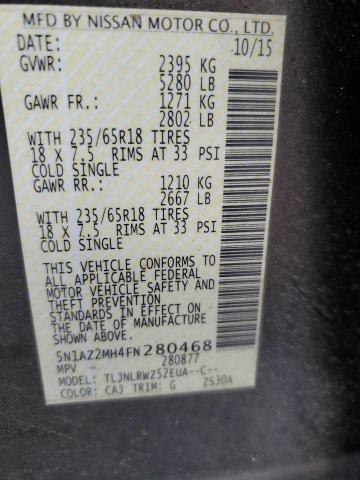 MFD BY NISSAN MOTOR CO., LTD.
DATE: 10/15
GVWR: 2395 KG
5280 LB
GAWR FR.: 1271 KG
2802 LB
WITH 235/65R18 TIRES
18 X 7.5 RIMS AT 33 PSI
COLD SINGLE
GAWR RR.: 1210 KG
2667 LB
WITH 235/65R18 TIRES
18 X 7.5 RIMS AT 33 PSI
COLD SINGLE
THIS VEHICLE CONFORMS TO
ALL APPLICABLE FEDERAL
MOTOR VEHICLE SAFETY AND
THEFT PREVENTION
STANDARDS IN EFFECT ON
THE DATE OF MANUFACTURE
SHOWN ABOVE.
5N1AZ2MH4FN280468
MPV 280877
MODEL: TLJNLRWZ52EUA--C--
COLOR: CAJ TRIM: G ZS30A